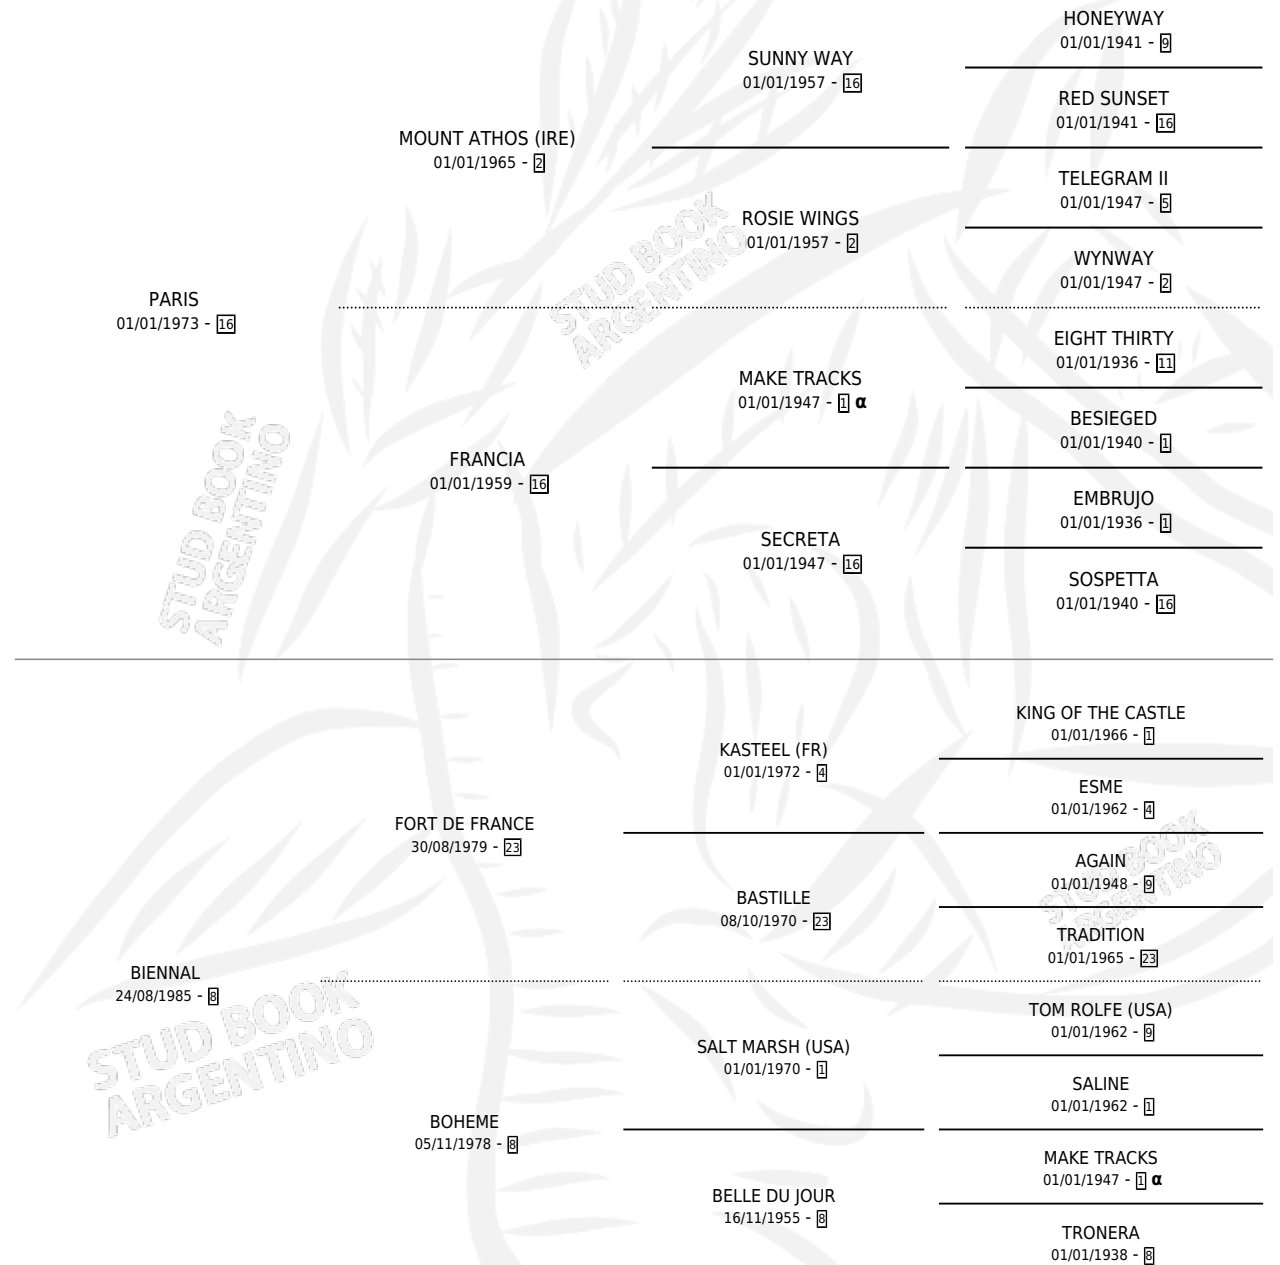 HONEYWAY
01/01/1941 - 9
SUNNY WAY
01/01/1957 - 16
RED SUNSET
01/01/1941 - 16
MOUNT ATHOS (IRE)
01/01/1965 - 2
TELEGRAM II
01/01/1947 - 5
ROSIE WINGS
01/01/1957 - 2
WYNWAY
01/01/1947 - 2
PARIS
01/01/1973 - 16
EIGHT THIRTY
01/01/1936 - 11
MAKE TRACKS
01/01/1947 - 1 α
BESIEGED
01/01/1940 - 1
FRANCIA
01/01/1959 - 16
EMBRUJO
01/01/1936 - 1
SECRETA
01/01/1947 - 16
SOSPETTA
01/01/1940 - 16
KING OF THE CASTLE
01/01/1966 - 1
KASTEEL (FR)
01/01/1972 - 4
ESME
01/01/1962 - 4
FORT DE FRANCE
30/08/1979 - 23
AGAIN
01/01/1948 - 9
BASTILLE
08/10/1970 - 23
TRADITION
01/01/1965 - 23
BIENNAL
24/08/1985 - 8
TOM ROLFE (USA)
01/01/1962 - 9
SALT MARSH (USA)
01/01/1970 - 1
SALINE
01/01/1962 - 1
BOHEME
05/11/1978 - 8
MAKE TRACKS
01/01/1947 - 1 α
BELLE DU JOUR
16/11/1955 - 8
TRONERA
01/01/1938 - 8
STUD BOOK
ARGENTINO
STUD BOOK
ARGENTINO
STUD BOOK
ARGENTINO
STUD BOOK
ARGENTINO